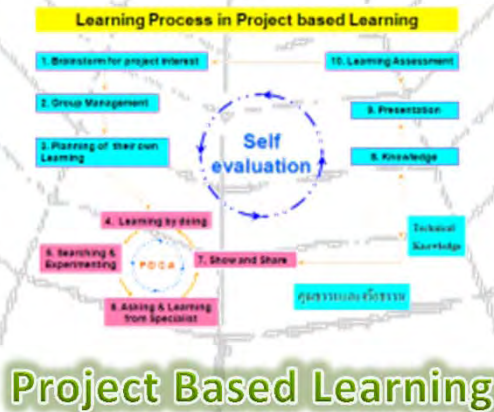 Learning Process in Project based Learning
1. Brainstorm for project interest
10. Learning Assessment
2. Group Management
9. Presentation
3. Planning of their own
Learning
Self
evaluation
8. Knowledge
4. Learning by doing
Technical
Knowledge
5. Searching &
Experimenting
P D C A
7. Show and Share
6. Asking & Learning
from Specialist
Project Based Learning